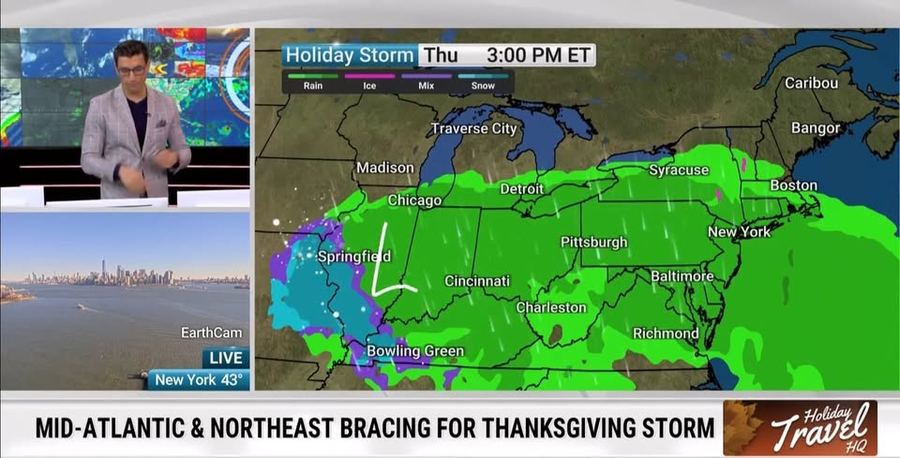 Holiday Storm Thu 3:00 PM ET
Rain Ice Mix Snow
Caribou
Traverse City
Bangor
Madison
Syracuse
Detroit
Boston
Chicago
New York
Pittsburgh
Springfield
Baltimore
Cincinnati
Charleston
Richmond
Bowling Green
L
EarthCam
LIVE
New York 43°
MID-ATLANTIC & NORTHEAST BRACING FOR THANKSGIVING STORM
Holiday
Travel
HQ